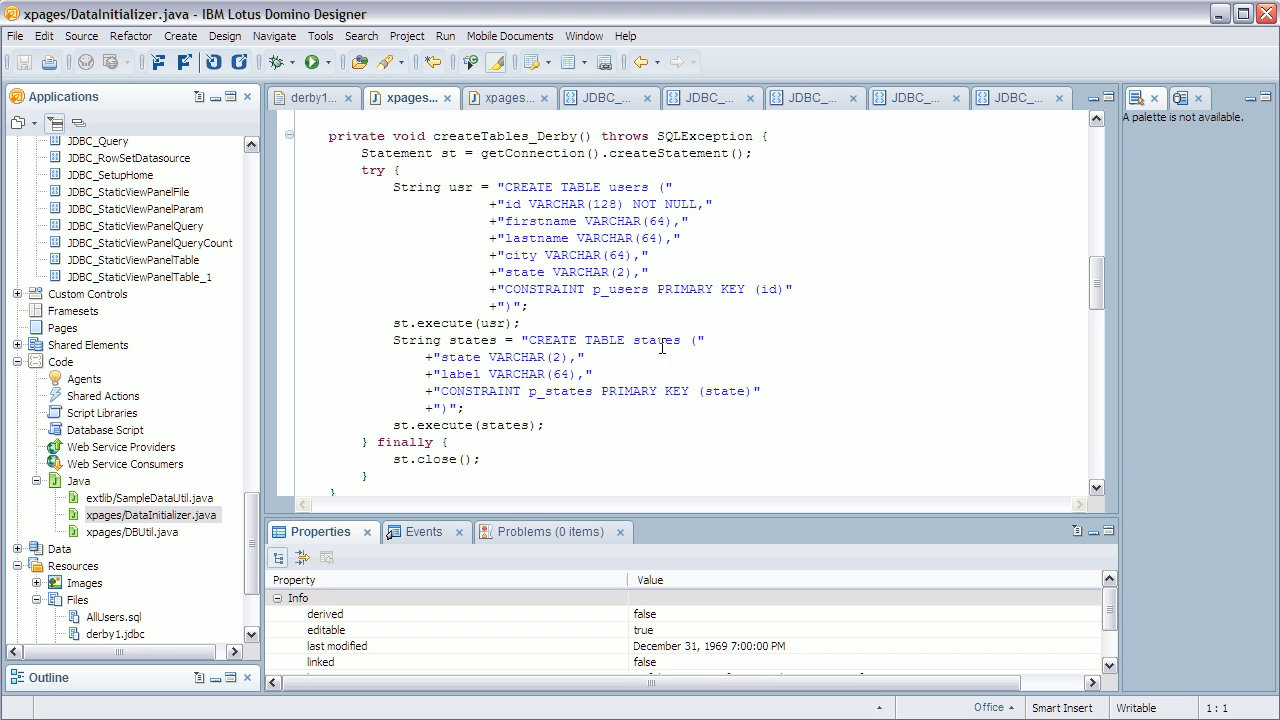 xpages/DataInitializer.java - IBM Lotus Domino Designer
File Edit Source Refactor Create Design Navigate Tools Search Project Run Mobile Documents Window Help
Applications
JDBC_Query
JDBC_RowSetDatasource
JDBC_SetupHome
JDBC_StaticViewPanelFile
JDBC_StaticViewPanelParam
JDBC_StaticViewPanelQuery
JDBC_StaticViewPanelQueryCount
JDBC_StaticViewPanelTable
JDBC_StaticViewPanelTable_1
Custom Controls
Framesets
Pages
Shared Elements
Code
Agents
Shared Actions
Script Libraries
Database Script
Web Service Providers
Web Service Consumers
Java
extlib/SampleDataUtil.java
xpages/DataInitializer.java
xpages/DBUtil.java
Data
Resources
Images
Files
AllUsers.sql
derby1.jdbc
Outline
derby1... xpages... xpages... JDBC_... JDBC_... JDBC_... JDBC_... JDBC_...
private void createTables_Derby() throws SQLException {
Statement st = getConnection().createStatement();
try {
String usr = "CREATE TABLE users ("
+"id VARCHAR(128) NOT NULL,"
+"firstname VARCHAR(64),"
+"lastname VARCHAR(64),"
+"city VARCHAR(64),"
+"state VARCHAR(2),"
+"CONSTRAINT p_users PRIMARY KEY (id)"
+")";
st.execute(usr);
String states = "CREATE TABLE states ("
+"state VARCHAR(2),"
+"label VARCHAR(64),"
+"CONSTRAINT p_states PRIMARY KEY (state)"
+")";
st.execute(states);
} finally {
st.close();
}
}
Properties Events Problems (0 items)
Property Value
Info
derived false
editable true
last modified December 31, 1969 7:00:00 PM
linked false
A palette is not available.
Office Smart Insert Writable 1 : 1